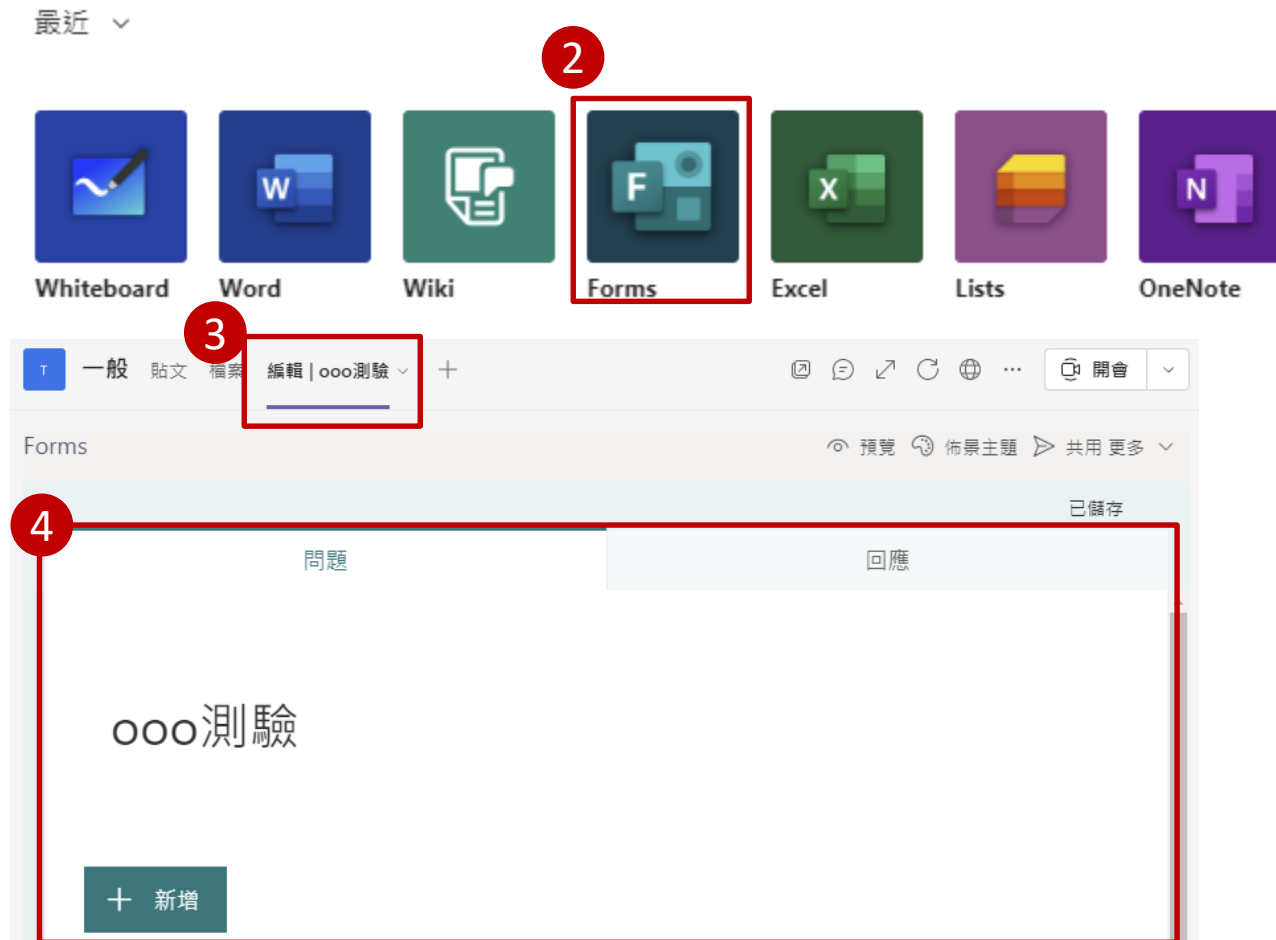 最近
2
W
F
X
N
Whiteboard Word Wiki Forms Excel Lists OneNote
3
T 一般 貼文 檔案 編輯 | ooo測驗 + ... 開會
Forms 預覽 佈景主題 共用 更多
已儲存
4
問題 回應
ooo測驗
+ 新增